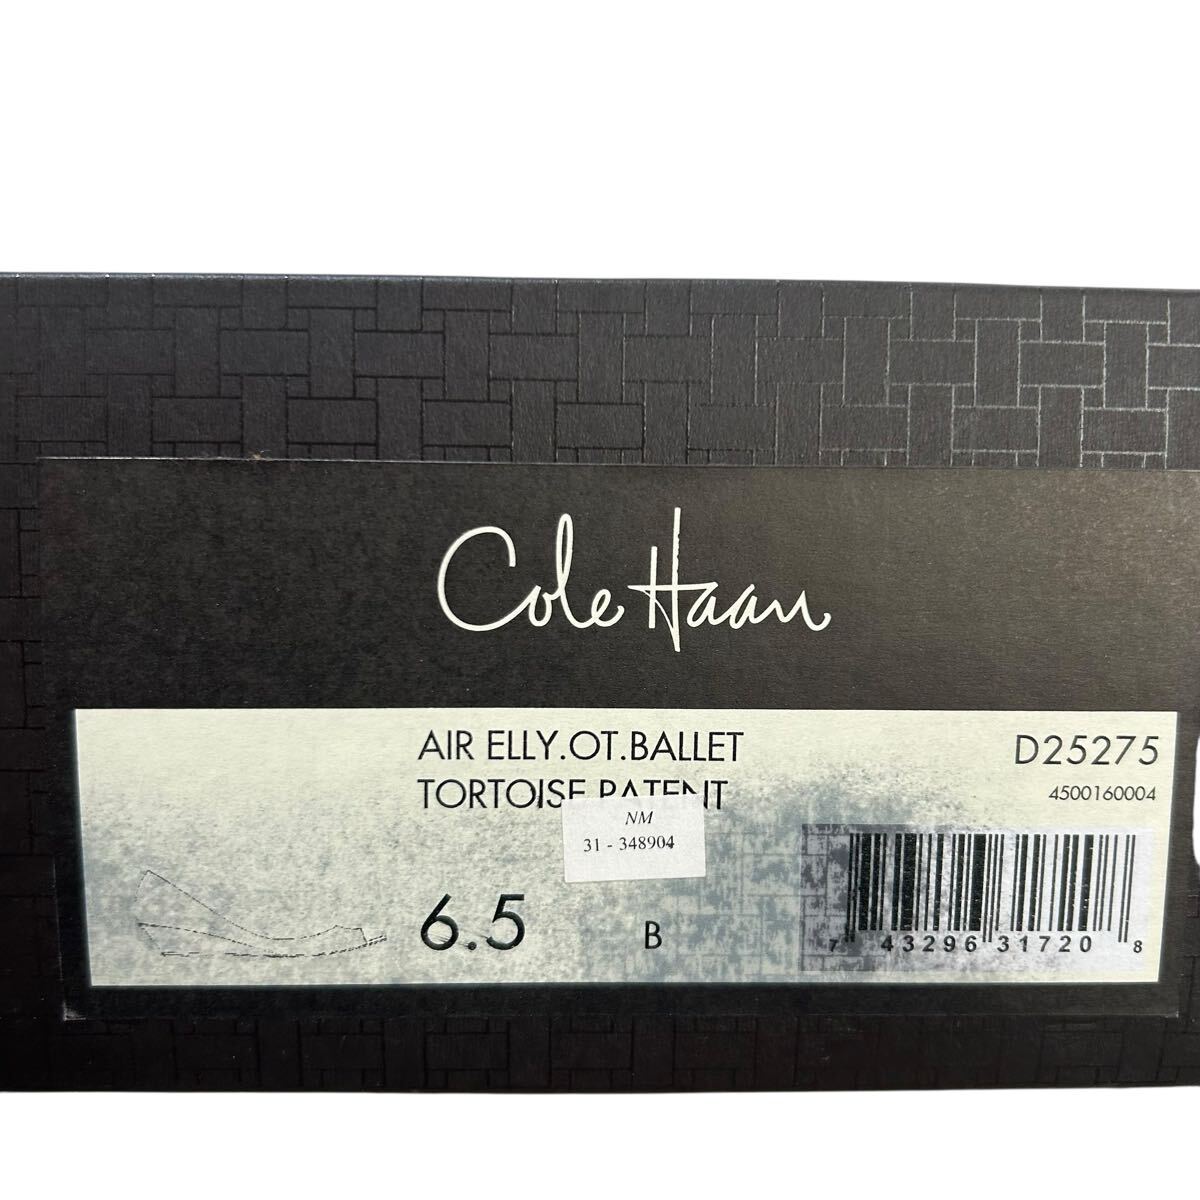 Cole Haan
AIR ELLY.OT.BALLET
D25275
TORTOISE PATENT
4500160004
NM
31 - 348904
6.5
B
7 43296 31720 8